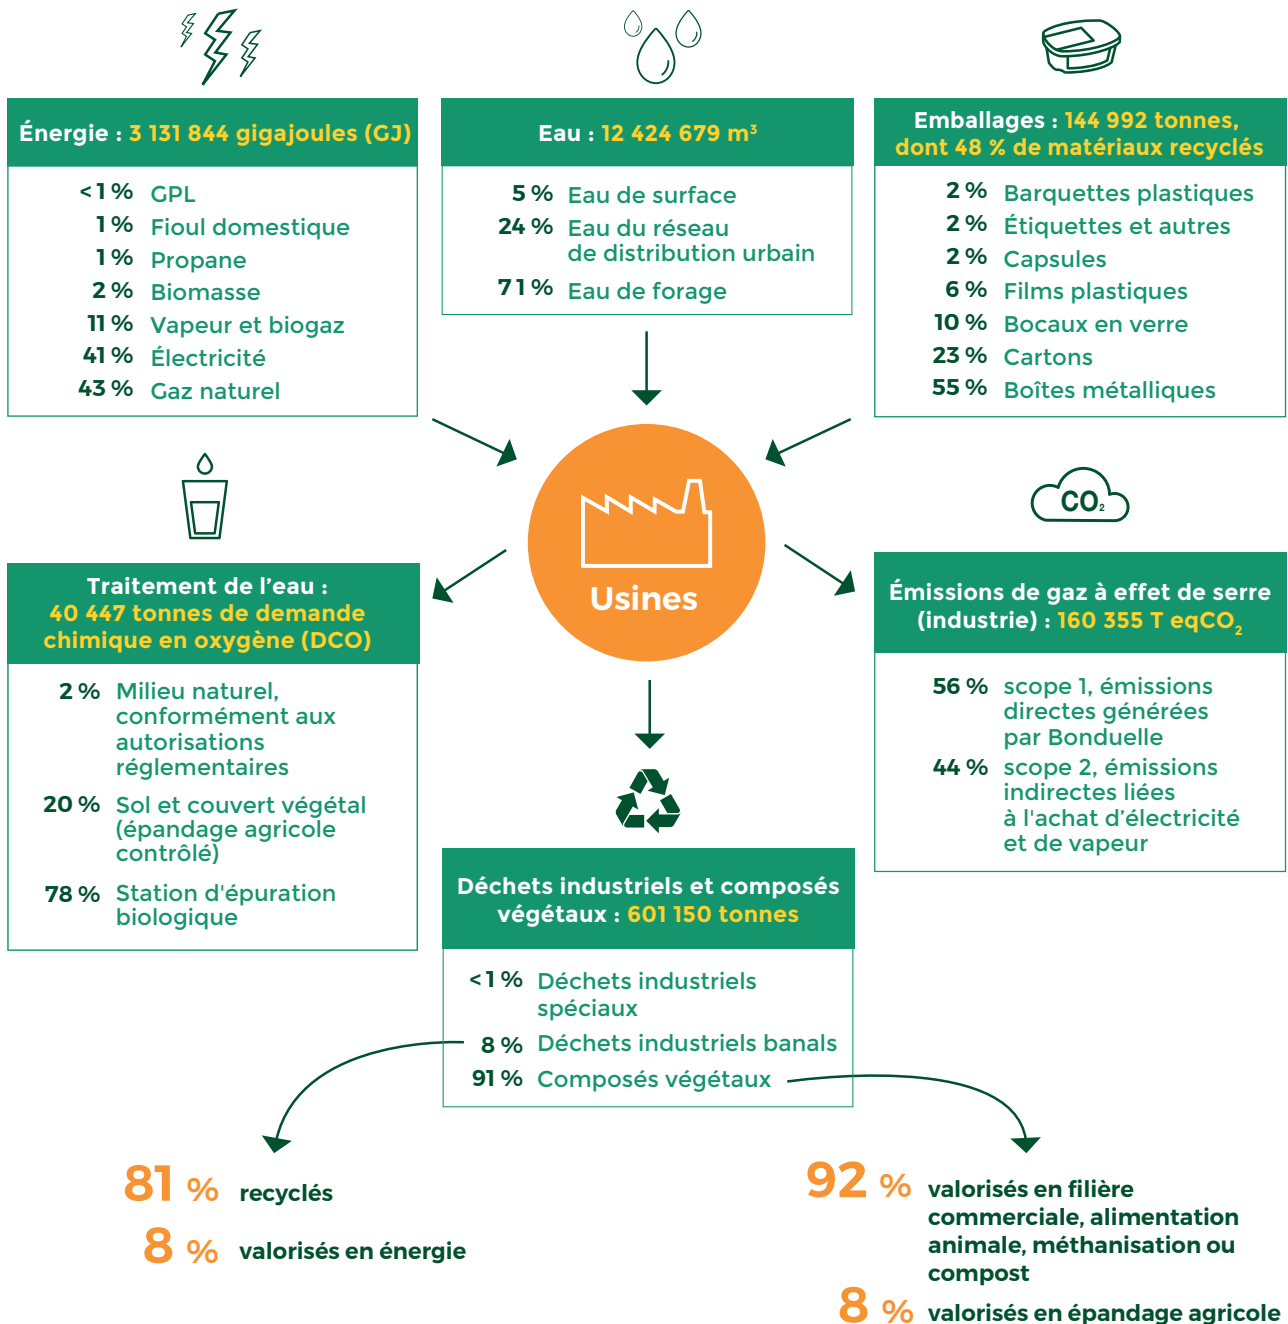 Énergie : 3 131 844 gigajoules (GJ)
<1 % GPL
1 % Fioul domestique
1 % Propane
2 % Biomasse
11 % Vapeur et biogaz
41 % Électricité
43 % Gaz naturel
Eau : 12 424 679 m³
5 % Eau de surface
24 % Eau du réseau
de distribution urbain
71 % Eau de forage
Emballages : 144 992 tonnes,
dont 48 % de matériaux recyclés
2 % Barquettes plastiques
2 % Étiquettes et autres
2 % Capsules
6 % Films plastiques
10 % Bocaux en verre
23 % Cartons
55 % Boîtes métalliques
Usines
Traitement de l’eau :
40 447 tonnes de demande
chimique en oxygène (DCO)
2 % Milieu naturel,
conformément aux
autorisations
réglementaires
20 % Sol et couvert végétal
(épandage agricole
contrôlé)
78 % Station d'épuration
biologique
CO₂
Émissions de gaz à effet de serre
(industrie) : 160 355 T eqCO₂
56 % scope 1, émissions
directes générées
par Bonduelle
44 % scope 2, émissions
indirectes liées
à l'achat d’électricité
et de vapeur
Déchets industriels et composés
végétaux : 601 150 tonnes
<1 % Déchets industriels
spéciaux
8 % Déchets industriels banals
91 % Composés végétaux
81 % recyclés
8 % valorisés en énergie
92 % valorisés en filière
commerciale, alimentation
animale, méthanisation ou
compost
8 % valorisés en épandage agricole